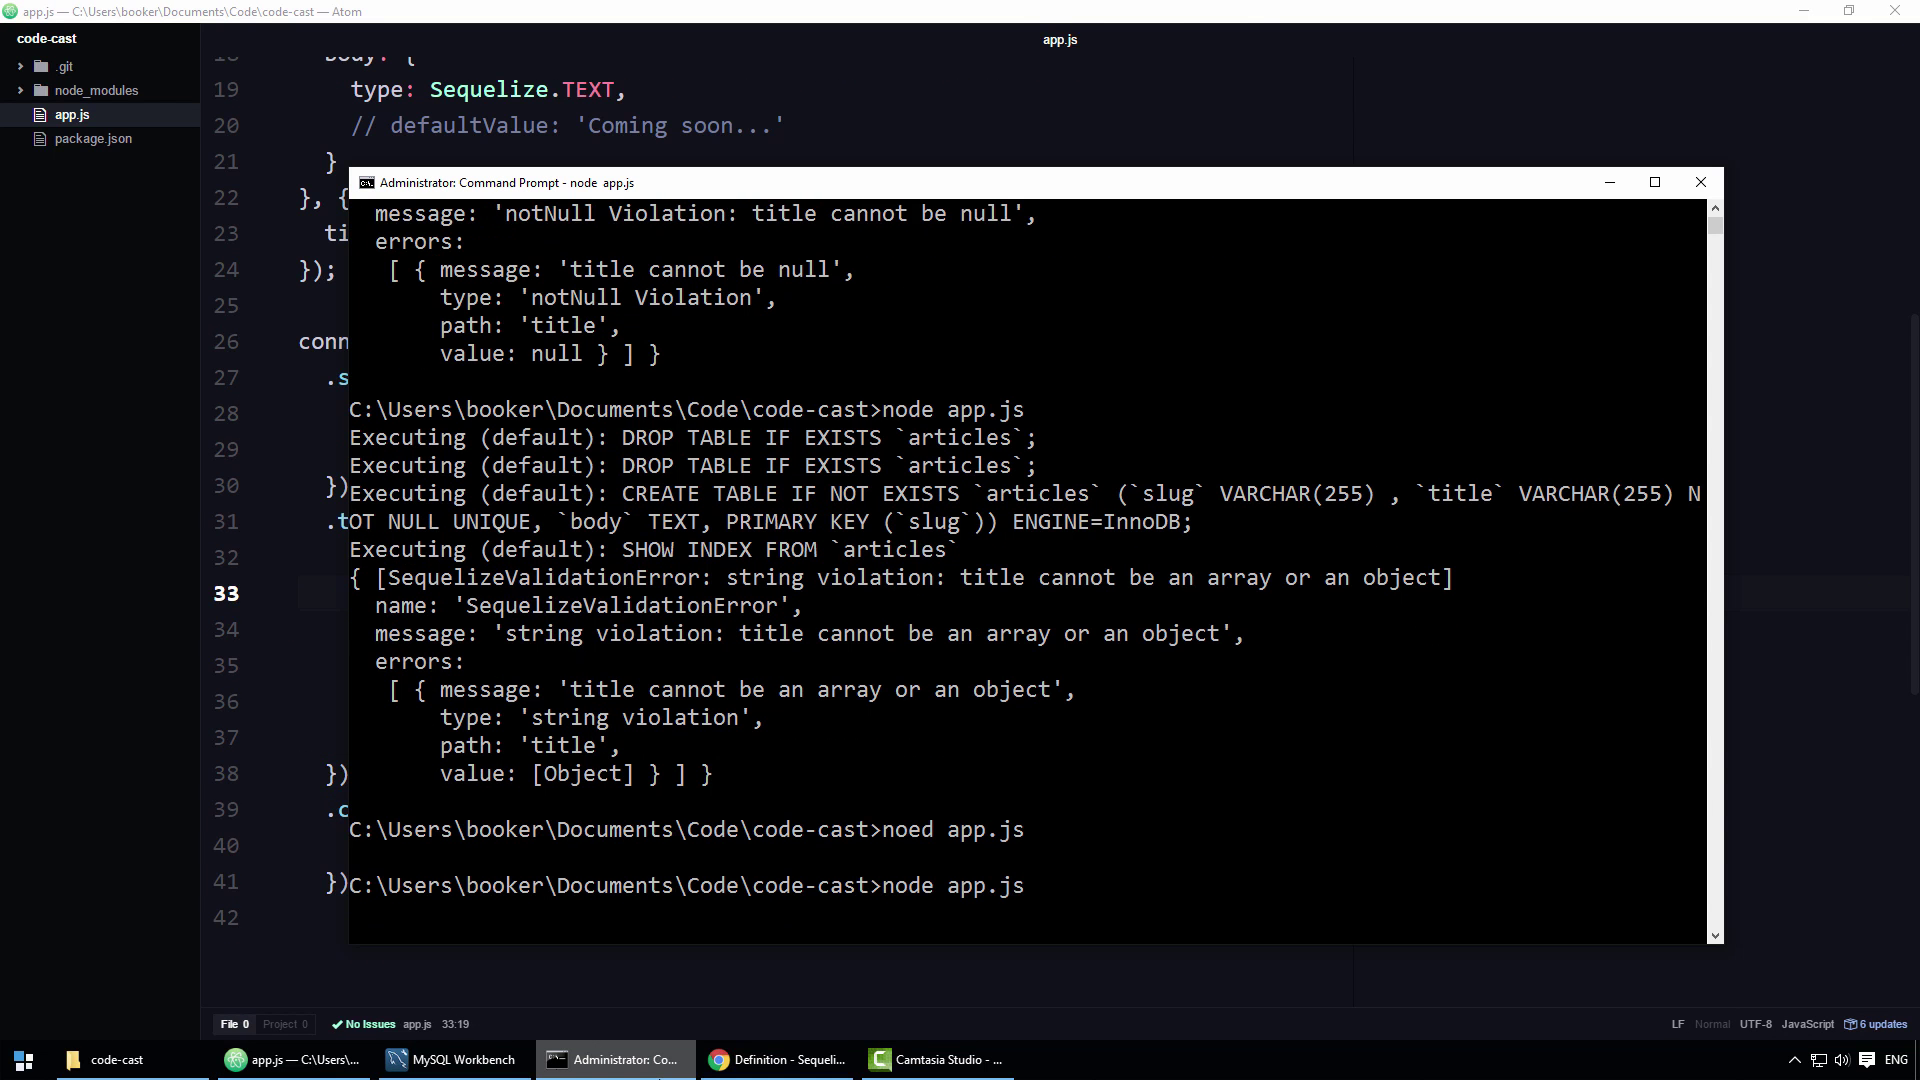 app.js — C:\Users\booker\Documents\Code\code-cast — Atom
code-cast
.git
node_modules
app.js
package.json
app.js
18 body: {
19 type: Sequelize.TEXT,
20 // defaultValue: 'Coming soon...'
21 }
22 }, {
23 ti
24 });
25
26 conn
27 .s
28
29
30 })
31 .t
32
33
34
35
36
37
38 })
39 .c
40
41 })
42
Administrator: Command Prompt - node app.js
message: 'notNull Violation: title cannot be null',
errors:
[ { message: 'title cannot be null',
type: 'notNull Violation',
path: 'title',
value: null } ] }
C:\Users\booker\Documents\Code\code-cast>node app.js
Executing (default): DROP TABLE IF EXISTS `articles`;
Executing (default): DROP TABLE IF EXISTS `articles`;
Executing (default): CREATE TABLE IF NOT EXISTS `articles` (`slug` VARCHAR(255) , `title` VARCHAR(255) N
OT NULL UNIQUE, `body` TEXT, PRIMARY KEY (`slug`)) ENGINE=InnoDB;
Executing (default): SHOW INDEX FROM `articles`
{ [SequelizeValidationError: string violation: title cannot be an array or an object]
name: 'SequelizeValidationError',
message: 'string violation: title cannot be an array or an object',
errors:
[ { message: 'title cannot be an array or an object',
type: 'string violation',
path: 'title',
value: [Object] } ] }
C:\Users\booker\Documents\Code\code-cast>noed app.js
C:\Users\booker\Documents\Code\code-cast>node app.js
File 0 Project 0 No Issues app.js 33:19
LF Normal UTF-8 JavaScript 6 updates
code-cast
app.js — C:\Users\...
MySQL Workbench
Administrator: Co...
Definition - Sequeli...
Camtasia Studio - ...
ENG